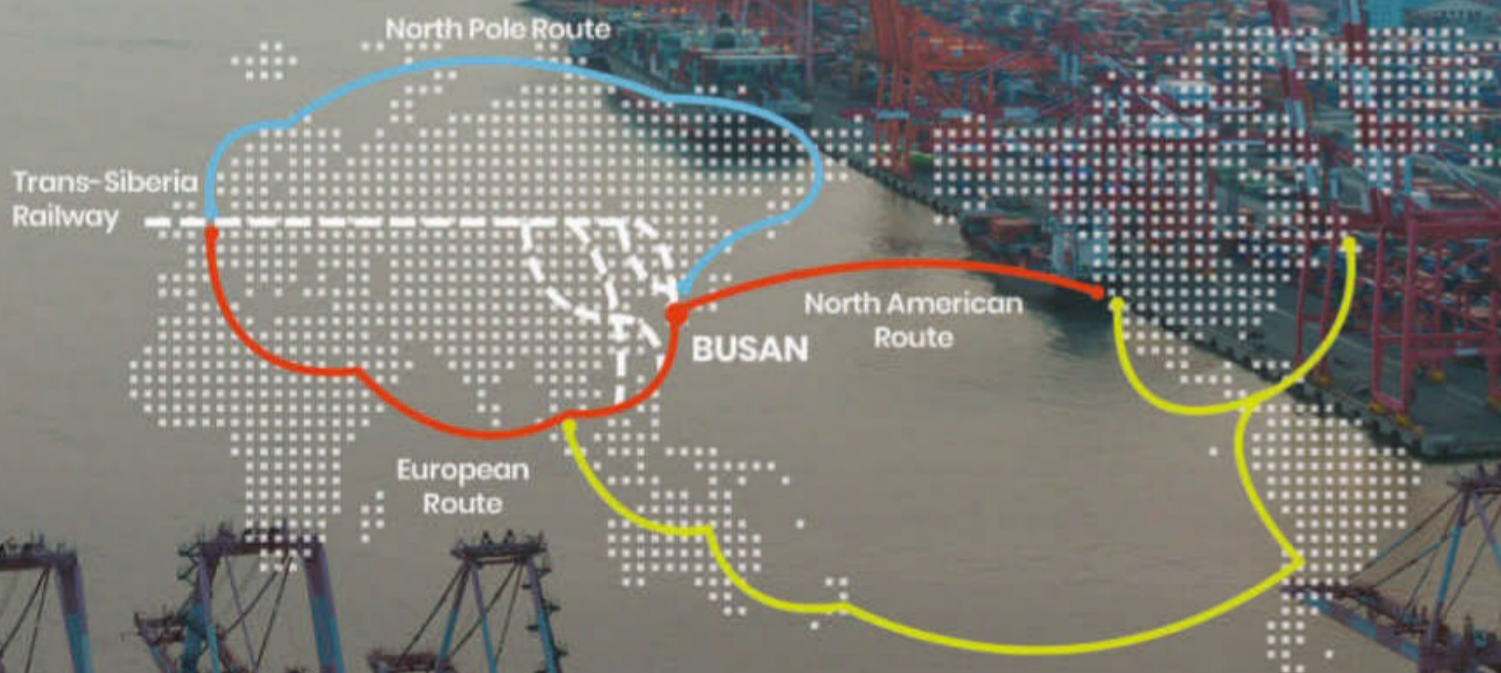 North Pole Route
Trans-Siberia
Railway
North American
Route
BUSAN
European
Route